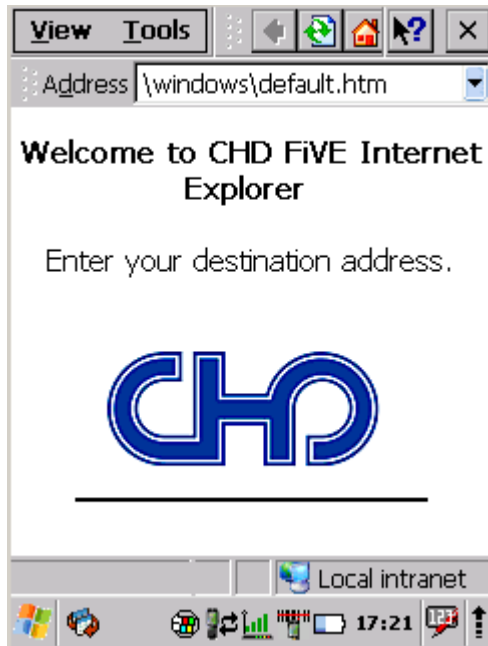 View Tools
Address \windows\default.htm
Welcome to CHD FiVE Internet
Explorer
Enter your destination address.
CHD
Local intranet
17:21
123